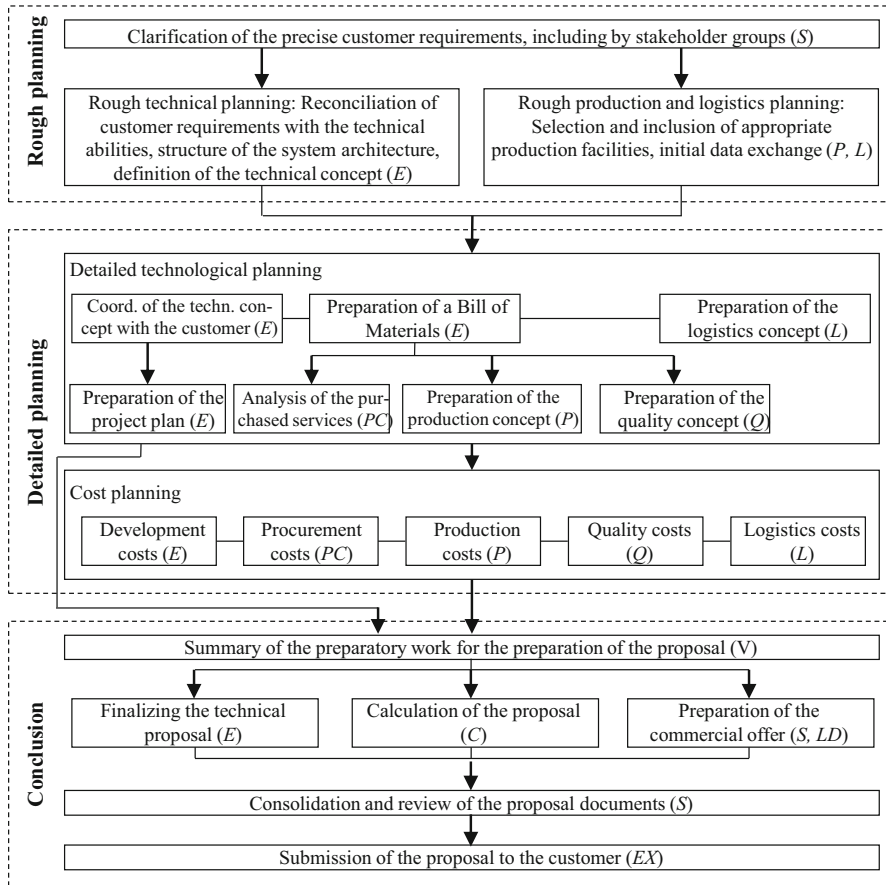 Rough planning
Clarification of the precise customer requirements, including by stakeholder groups (S)
Rough technical planning: Reconciliation of
customer requirements with the technical
abilities, structure of the system architecture,
definition of the technical concept (E)
Rough production and logistics planning:
Selection and inclusion of appropriate
production facilities, initial data exchange (P, L)
Detailed planning
Detailed technological planning
Coord. of the techn. con-
cept with the customer (E)
Preparation of a Bill of
Materials (E)
Preparation of the
logistics concept (L)
Preparation of the
project plan (E)
Analysis of the pur-
chased services (PC)
Preparation of the
production concept (P)
Preparation of the
quality concept (Q)
Cost planning
Development
costs (E)
Procurement
costs (PC)
Production
costs (P)
Quality costs
(Q)
Logistics costs
(L)
Conclusion
Summary of the preparatory work for the preparation of the proposal (V)
Finalizing the technical
proposal (E)
Calculation of the proposal
(C)
Preparation of the
commercial offer (S, LD)
Consolidation and review of the proposal documents (S)
Submission of the proposal to the customer (EX)